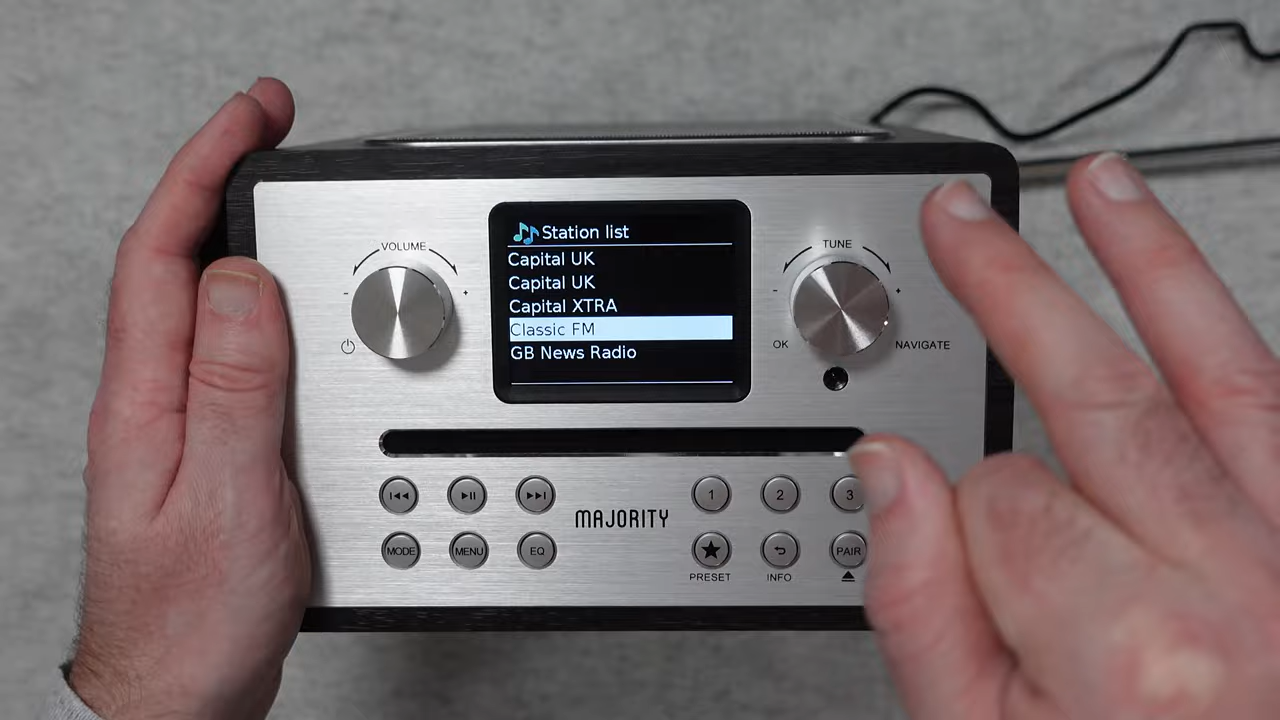 Station list
Capital UK
Capital UK
Capital XTRA
Classic FM
GB News Radio
VOLUME
- +
TUNE
- +
OK
NAVIGATE
MAJORITY
1 2 3
MODE MENU EQ
PAIR
PRESET INFO